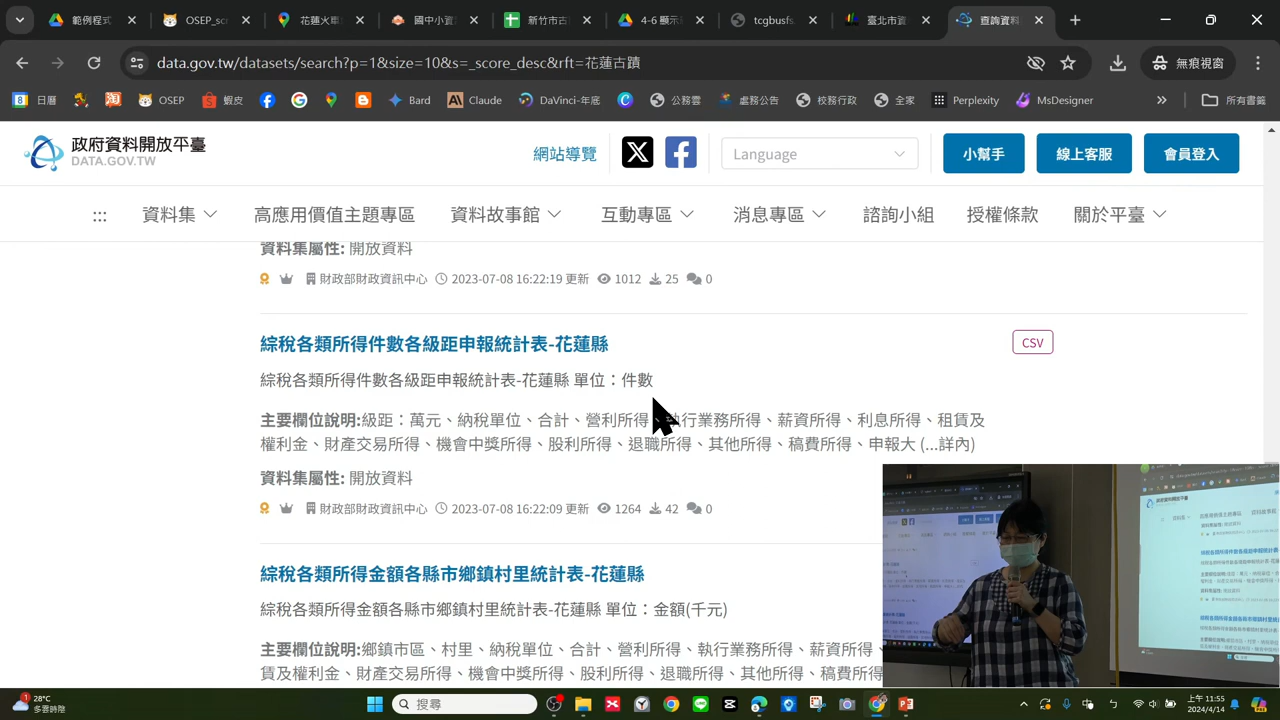 範例程式
OSEP_sc
花蓮火車
國中小資
新竹市古
4-6 顯示
tcgbusfs
臺北市資
查詢資料
data.gov.tw/datasets/search?p=1&size=10&s=_score_desc&rft=花蓮古蹟
無痕視窗
日曆
淘
OSEP
蝦皮
Bard
Claude
DaVinci-年底
公務雲
處務公告
校務行政
全家
Perplexity
MsDesigner
所有書籤
政府資料開放平臺
DATA.GOV.TW
網站導覽
Language
小幫手
線上客服
會員登入
:::
資料集
高應用價值主題專區
資料故事館
互動專區
消息專區
諮詢小組
授權條款
關於平臺
資料集屬性: 開放資料
財政部財政資訊中心 2023-07-08 16:22:19 更新 1012 25 0
綜稅各類所得件數各級距申報統計表-花蓮縣
CSV
綜稅各類所得件數各級距申報統計表-花蓮縣 單位：件數
主要欄位說明:級距：萬元、納稅單位、合計、營利所得、執行業務所得、薪資所得、利息所得、租賃及
權利金、財產交易所得、機會中獎所得、股利所得、退職所得、其他所得、稿費所得、申報大 (...詳內)
資料集屬性: 開放資料
財政部財政資訊中心 2023-07-08 16:22:09 更新 1264 42 0
綜稅各類所得金額各縣市鄉鎮村里統計表-花蓮縣
綜稅各類所得金額各縣市鄉鎮村里統計表-花蓮縣 單位：金額(千元)
主要欄位說明:鄉鎮市區、村里、納稅單位、合計、營利所得、執行業務所得、薪資所得、
賃及權利金、財產交易所得、機會中獎所得、股利所得、退職所得、其他所得、稿費所得、
28°C
多雲時陰
搜尋
上午 11:55
2024/4/14